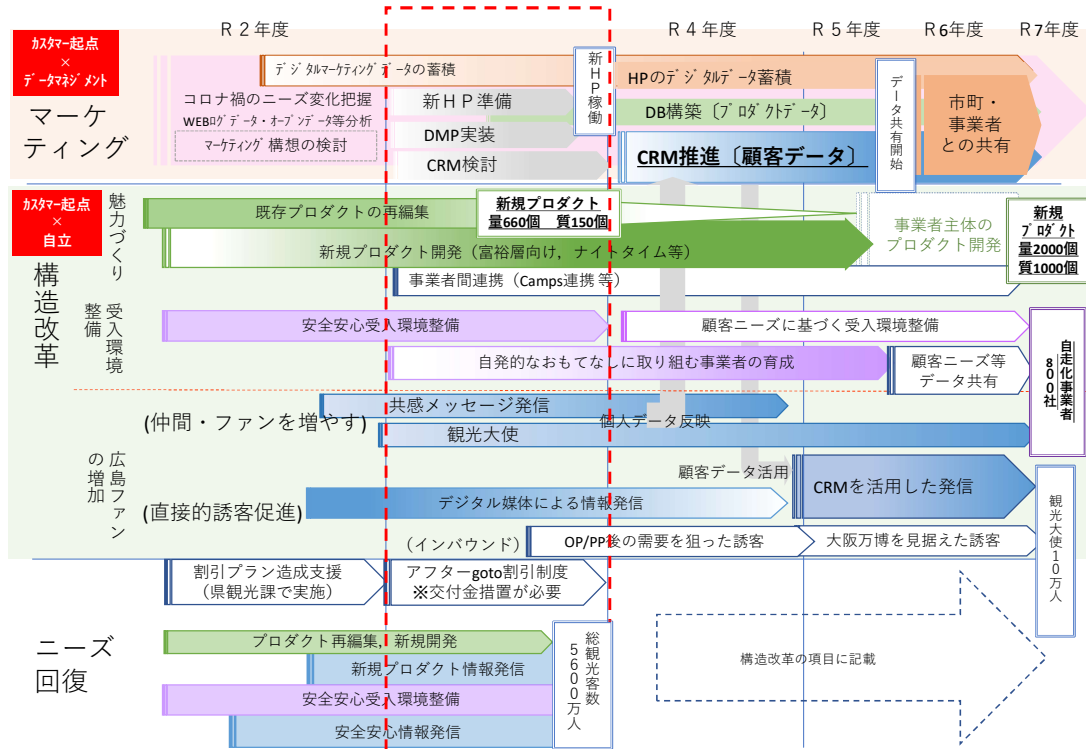 R２年度
R４年度
R５年度
R6年度
R7年度
カスタマー起点
×
データマネジメント
マーケ
ティング
デジタルマーケティングデータの蓄積
コロナ禍のニーズ変化把握
WEBログデータ・オープンデータ等分析
マーケティング構想の検討
新ＨＰ準備
DMP実装
CRM検討
新ＨＰ稼働
HPのデジタルデータ蓄積
DB構築〔プロダクトデータ〕
CRM推進〔顧客データ〕
データ共有開始
市町・
事業者
との共有
カスタマー起点
×
自立
構造改革
魅力づくり
既存プロダクトの再編集
新規プロダクト
量660個　質150個
新規プロダクト開発（富裕層向け，ナイトタイム等）
事業者間連携（Camps連携 等）
事業者主体の
プロダクト開発
新規
プロダクト
量2000個
質1000個
受入環境
整備
安全安心受入環境整備
顧客ニーズに基づく受入環境整備
自発的なおもてなしに取り組む事業者の育成
顧客ニーズ等
データ共有
自走化事業者
８００社
広島ファン
の増加
(仲間・ファンを増やす)
共感メッセージ発信
個人データ反映
観光大使
顧客データ活用
CRMを活用した発信
(直接的誘客促進)
デジタル媒体による情報発信
（インバウンド）
OP/PP後の需要を狙った誘客
大阪万博を見据えた誘客
観光大使10万人
割引プラン造成支援
（県観光課で実施）
アフターgoto割引制度
※交付金措置が必要
ニーズ
回復
プロダクト再編集，新規開発
新規プロダクト情報発信
安全安心受入環境整備
安全安心情報発信
総観光客数
5600万人
構造改革の項目に記載